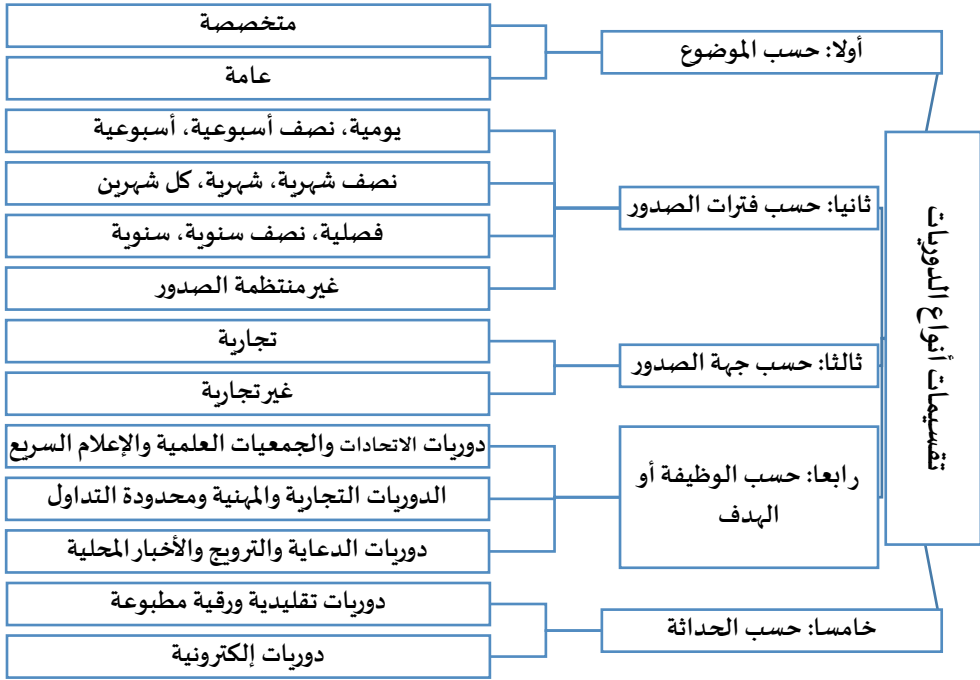 تقسيمات أنواع الدوريات
أولا: حسب الموضوع
متخصصة
عامة
ثانيا: حسب فترات الصدور
يومية، نصف أسبوعية، أسبوعية
نصف شهرية، شهرية، كل شهرين
فصلية، نصف سنوية، سنوية
غير منتظمة الصدور
ثالثا: حسب جهة الصدور
تجارية
غير تجارية
رابعا: حسب الوظيفة أو
الهدف
دوريات الاتحادات والجمعيات العلمية والإعلام السريع
الدوريات التجارية والمهنية ومحدودة التداول
دوريات الدعاية والترويج والأخبار المحلية
خامسا: حسب الحداثة
دوريات تقليدية ورقية مطبوعة
دوريات إلكترونية